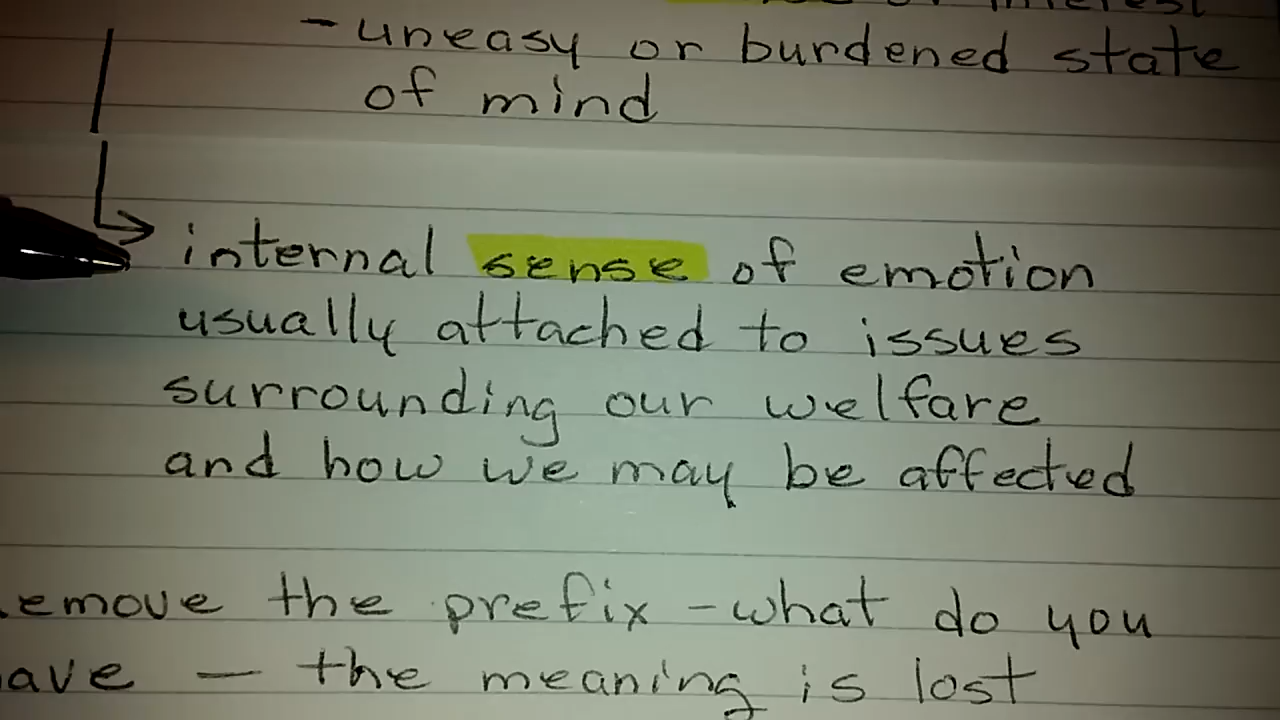 interest
- uneasy or burdened state
of mind
internal sense of emotion
usually attached to issues
surrounding our welfare
and how we may be affected
emove the prefix - what do you
ave — the meaning is lost